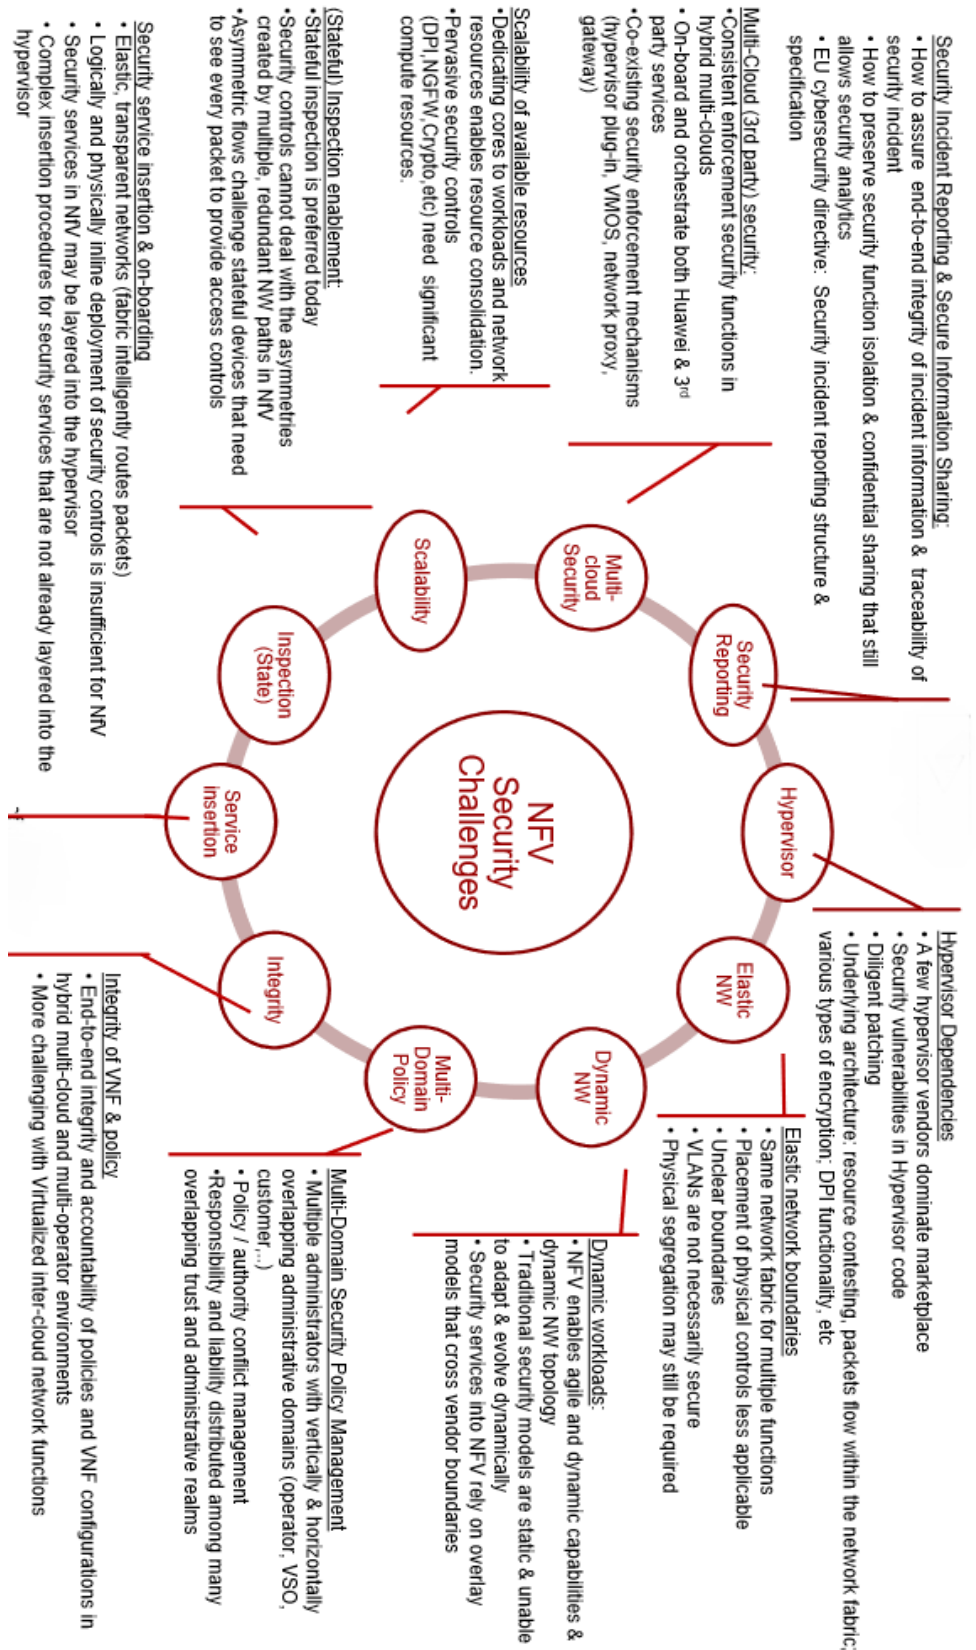 Security Incident Reporting & Secure Information Sharing:
• How to assure end-to-end integrity of incident information & traceability of
security incident
• How to preserve security function isolation & confidential sharing that still
allows security analytics
• EU cybersecurity directive: Security incident reporting structure &
specification
Multi-Cloud (3rd party) security:
•Consistent enforcement security functions in
hybrid multi-clouds
• On-board and orchestrate both Huawei & 3rd
party services
•Co-existing security enforcement mechanisms
(hypervisor plug-in, VMOS, network proxy,
gateway)
Scalability of available resources
•Dedicating cores to workloads and network
resources enables resource consolidation.
•Pervasive security controls
(DPI,NGFW,Crypto,etc) need significant
compute resources.
(Stateful) Inspection enablement:
•Stateful inspection is preferred today
•Security controls cannot deal with the asymmetries
created by multiple, redundant NW paths in NfV
•Asymmetric flows challenge stateful devices that need
to see every packet to provide access controls
Security service insertion & on-boarding
• Elastic, transparent networks (fabric intelligently routes packets)
• Logically and physically inline deployment of security controls is insufficient for NfV
• Security services in NfV may be layered into the hypervisor
• Complex insertion procedures for security services that are not already layered into the
hypervisor
NFV
Security
Challenges
Hypervisor
Security
Reporting
Multi-
cloud
Security
Scalability
Inspection
(State)
Service
insertion
Integrity
Multi-
Domain
Policy
Dynamic
NW
Elastic
NW
Hypervisor Dependencies
• A few hypervisor vendors dominate marketplace
• Security vulnerabilities in Hypervisor code
• Diligent patching
• Underlying architecture: resource contesting, packets flow within the network fabric;
various types of encryption; DPI functionality, etc
Elastic network boundaries
• Same network fabric for multiple functions
• Placement of physical controls less applicable
• Unclear boundaries
• VLANs are not necessarily secure
• Physical segregation may still be required
Dynamic workloads:
• NFV enables agile and dynamic capabilities &
dynamic NW topology
• Traditional security models are static & unable
to adapt & evolve dynamically
• Security services into NFV rely on overlay
models that cross vendor boundaries
Multi-Domain Security Policy Management
• Multiple administrators with vertically & horizontally
overlapping administrative domains (operator, VSO,
customer,...)
• Policy / authority conflict management
•Responsibility and liability distributed among many
overlapping trust and administrative realms
Integrity of VNF & policy
• End-to-end integrity and accountability of policies and VNF configurations in
hybrid multi-cloud and multi-operator environments
• More challenging with Virtualized inter-cloud network functions